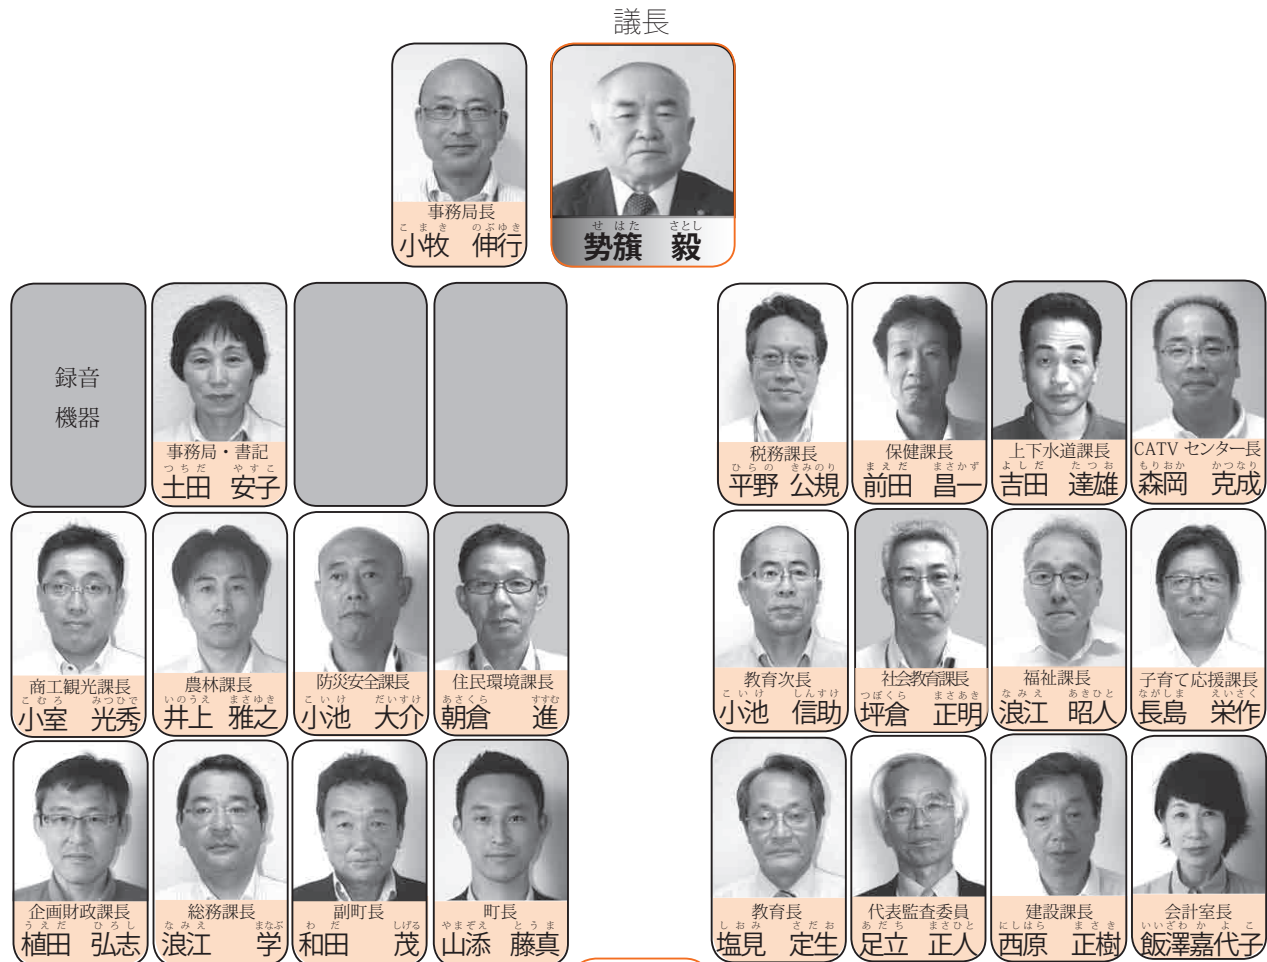 議長
事務局長
こまき のぶゆき
小牧 伸行
せはた さとし
勢籏 毅
録音
機器
事務局・書記
つちだ やすこ
土田 安子
税務課長
ひらの きみのり
平野 公規
保健課長
まえだ まさかず
前田 昌一
上下水道課長
よしだ たつお
吉田 達雄
CATV センター長
もりおか かつなり
森岡 克成
商工観光課長
こむろ みつひで
小室 光秀
農林課長
いのうえ まさゆき
井上 雅之
防災安全課長
こいけ だいすけ
小池 大介
住民環境課長
あさくら すすむ
朝倉 進
教育次長
こいけ しんすけ
小池 信助
社会教育課長
つぼくら まさあき
坪倉 正明
福祉課長
なみえ あきひと
浪江 昭人
子育て応援課長
ながしま えいさく
長島 栄作
企画財政課長
うえだ ひろし
植田 弘志
総務課長
なみえ まなぶ
浪江 学
副町長
わだ しげる
和田 茂
町長
やまぞえ とうま
山添 藤真
教育長
しおみ さだお
塩見 定生
代表監査委員
あだち まさひと
足立 正人
建設課長
にしはら まさき
西原 正樹
会計室長
いいざわ かよこ
飯澤嘉代子